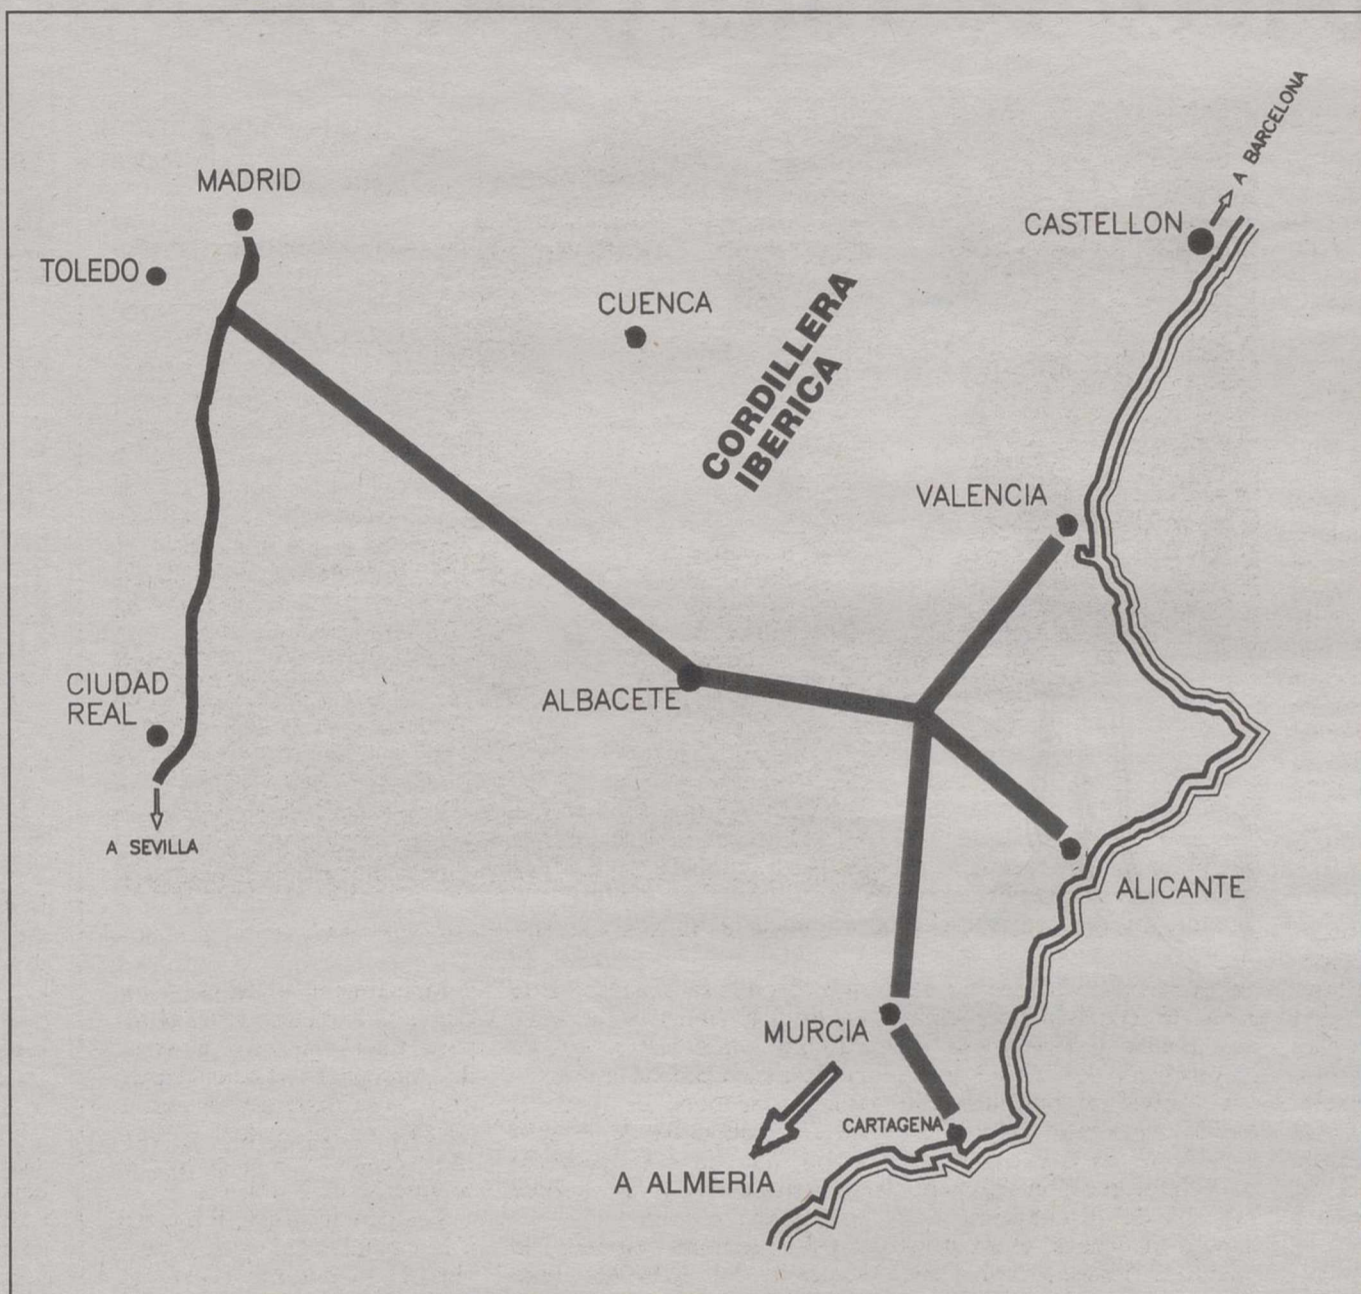 A BARCELONA
MADRID
CASTELLON
TOLEDO
CUENCA
CORDILLERA
IBERICA
VALENCIA
CIUDAD
REAL
ALBACETE
A SEVILLA
ALICANTE
MURCIA
CARTAGENA
A ALMERIA